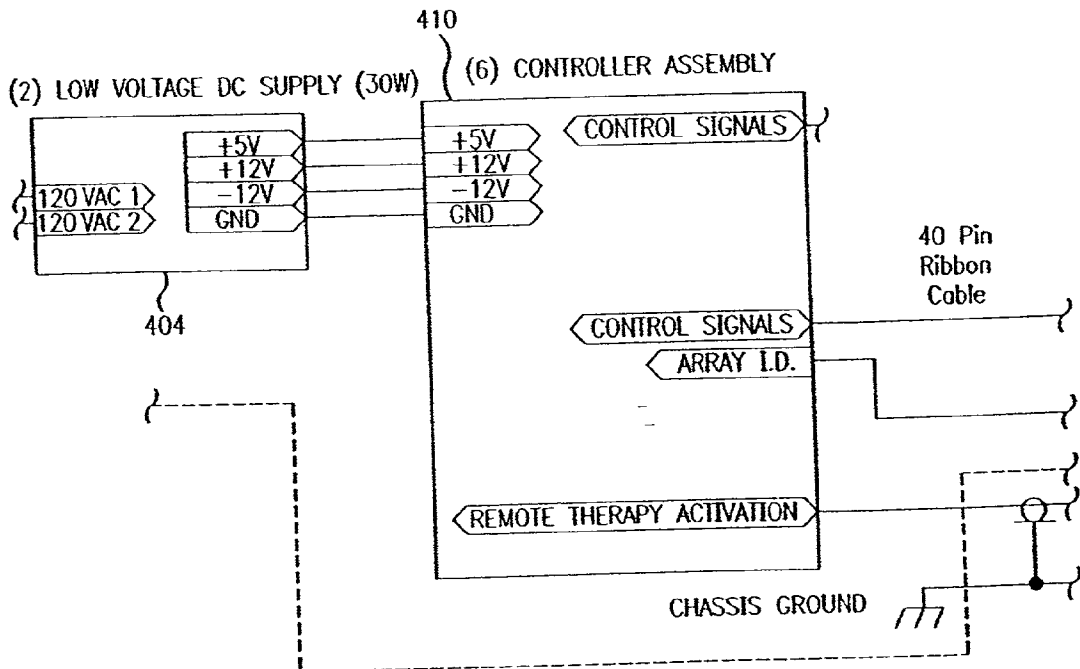 410
(2) LOW VOLTAGE DC SUPPLY (30W)
(6) CONTROLLER ASSEMBLY
CONTROL SIGNALS
+5V
+12V
-12V
GND
120 VAC 1
120 VAC 2
+5V
+12V
-12V
GND
404
40 Pin
Ribbon
Cable
CONTROL SIGNALS
ARRAY I.D.
REMOTE THERAPY ACTIVATION
CHASSIS GROUND